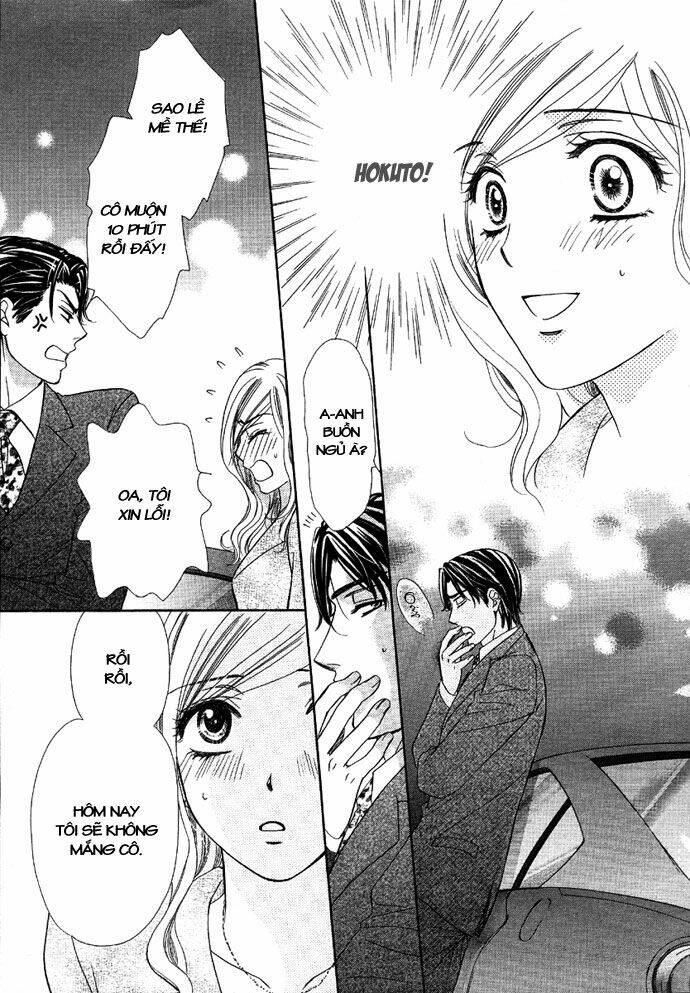 HOKUTO!
A-ANH
BUỒN
NGỦ À?
SAO LỀ
MỀ THẾ!
CÔ MUỘN
10 PHÚT
RỒI ĐẤY!
OA, TÔI
XIN LỖI!
RỒI
RỒI,
HÔM NAY
TÔI SẼ KHÔNG
MẮNG CÔ.